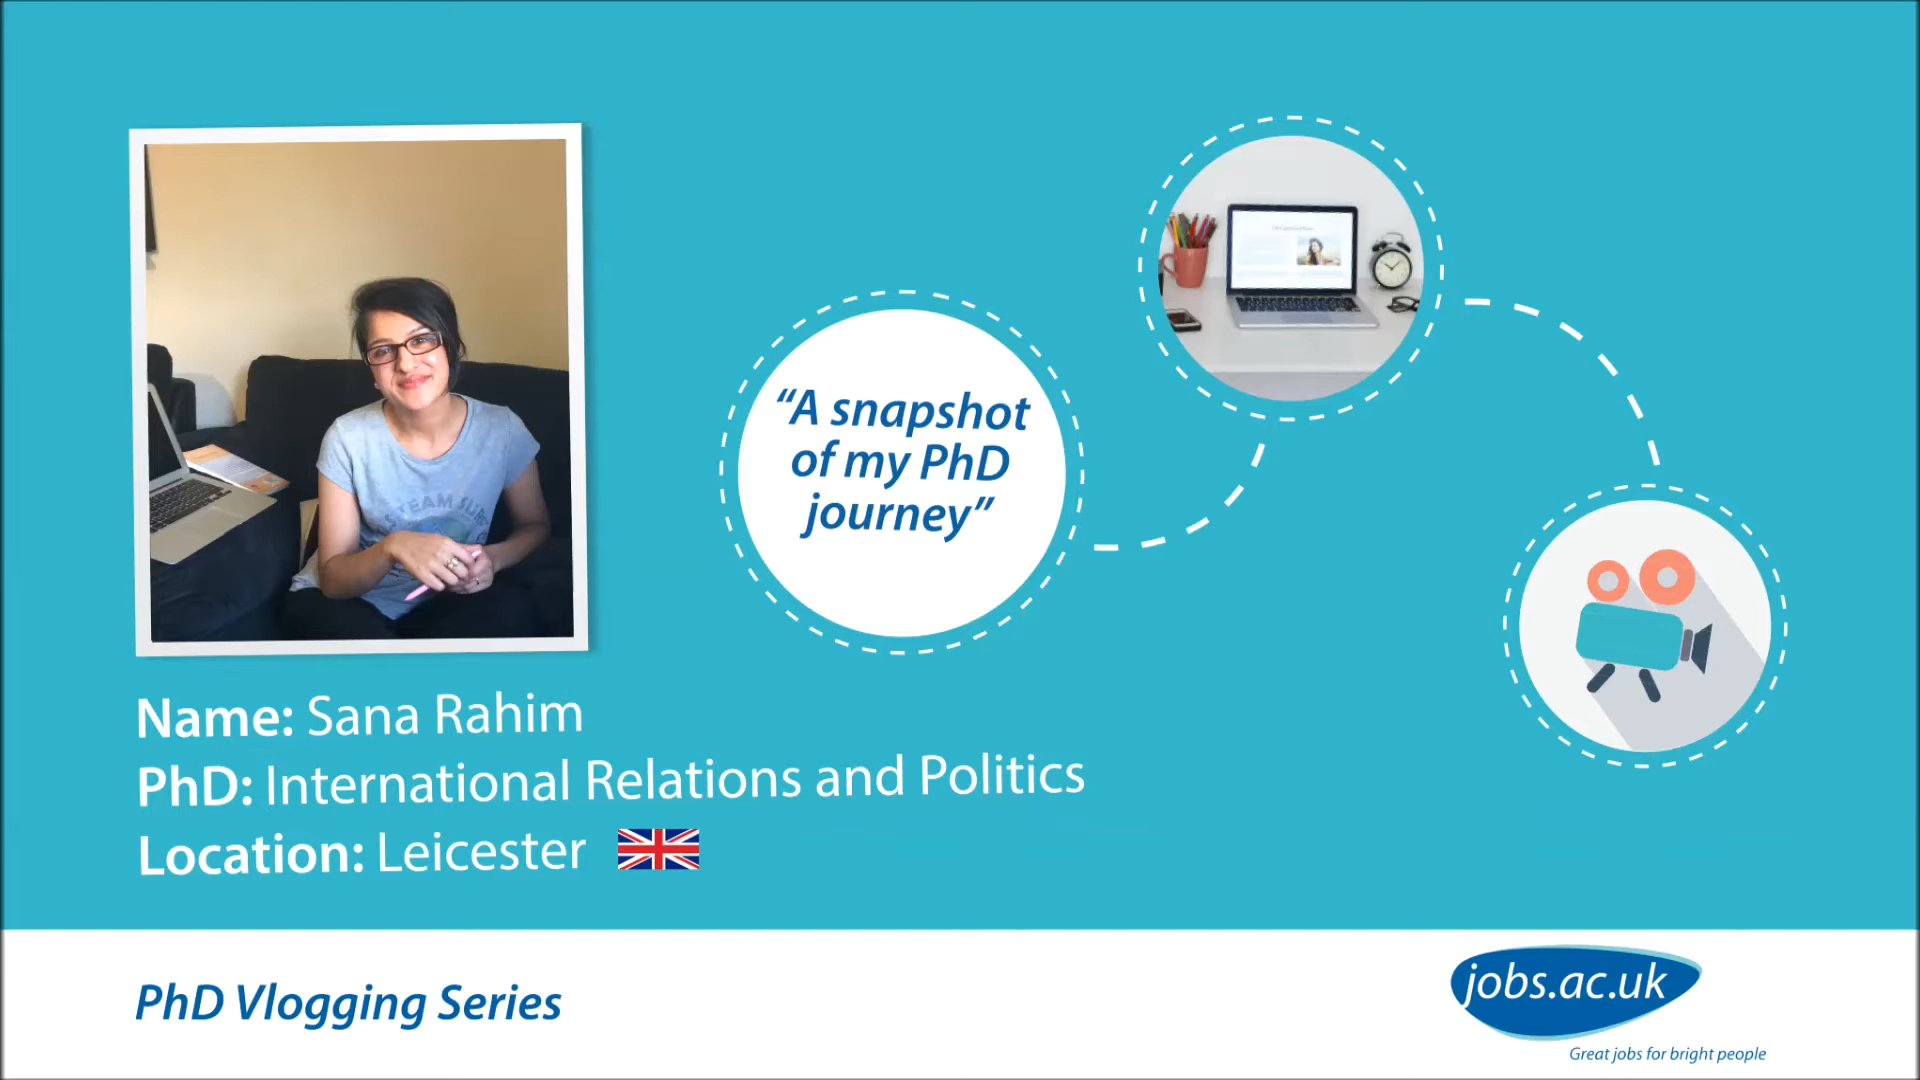 “A snapshot
of my PhD
journey”
Name: Sana Rahim
PhD: International Relations and Politics
Location: Leicester
PhD Vlogging Series
jobs.ac.uk
Great jobs for bright people